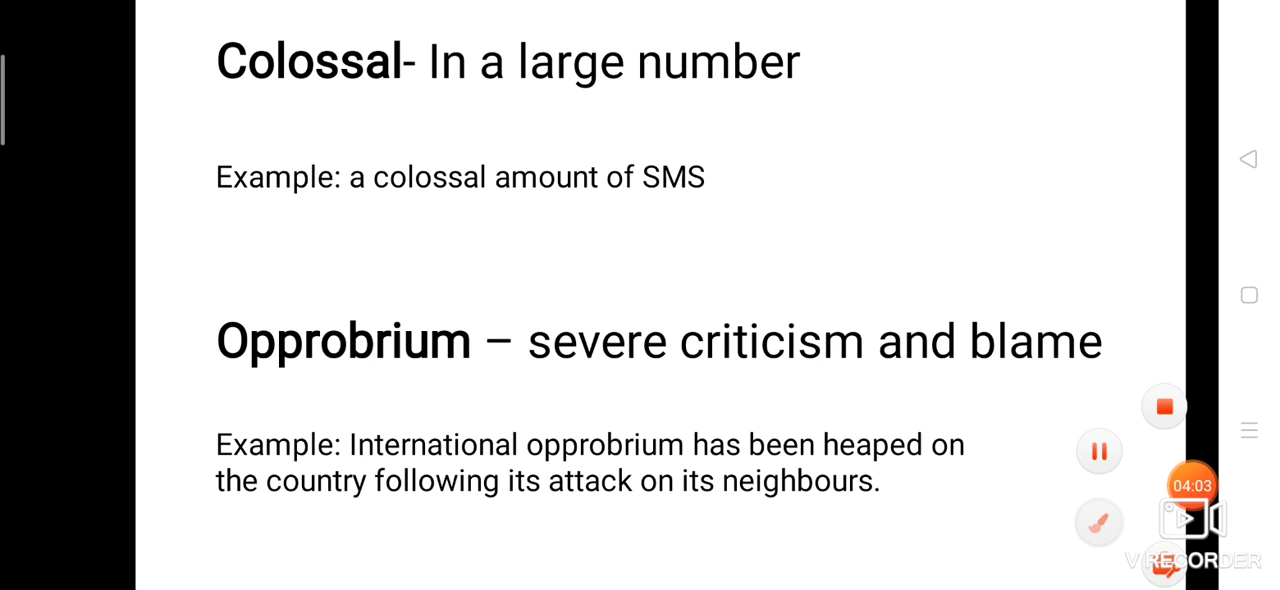 Colossal- In a large number
Example: a colossal amount of SMS
Opprobrium – severe criticism and blame
Example: International opprobrium has been heaped on
the country following its attack on its neighbours.
04:03
V RECORDER